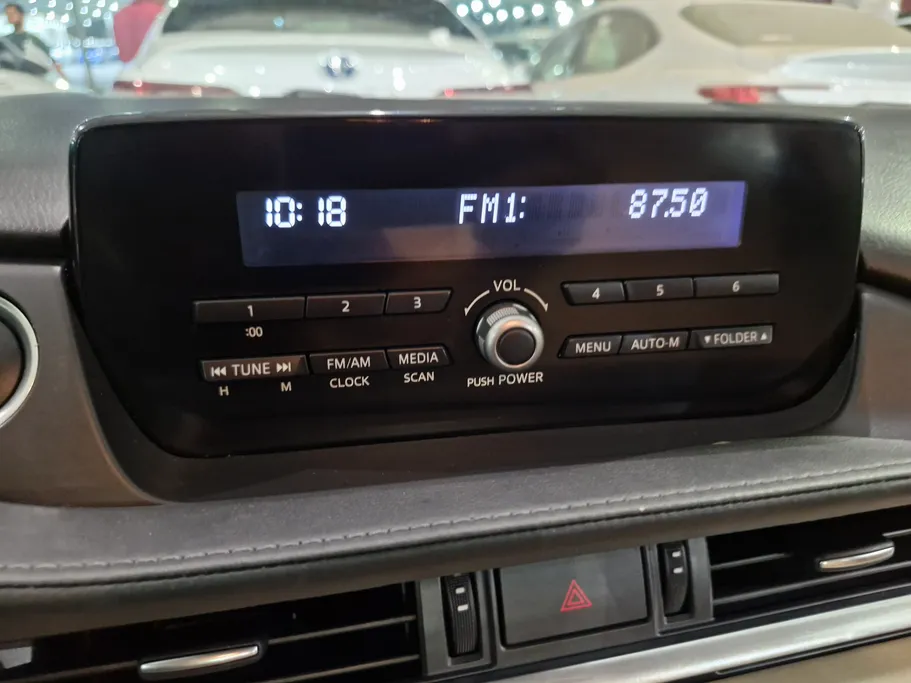 10:18 FM1: 87.50
VOL
1 2 3 4 5 6
:00
⏮ TUNE ⏭ FM/AM MEDIA MENU AUTO-M ▼FOLDER▲
H M CLOCK SCAN PUSH POWER